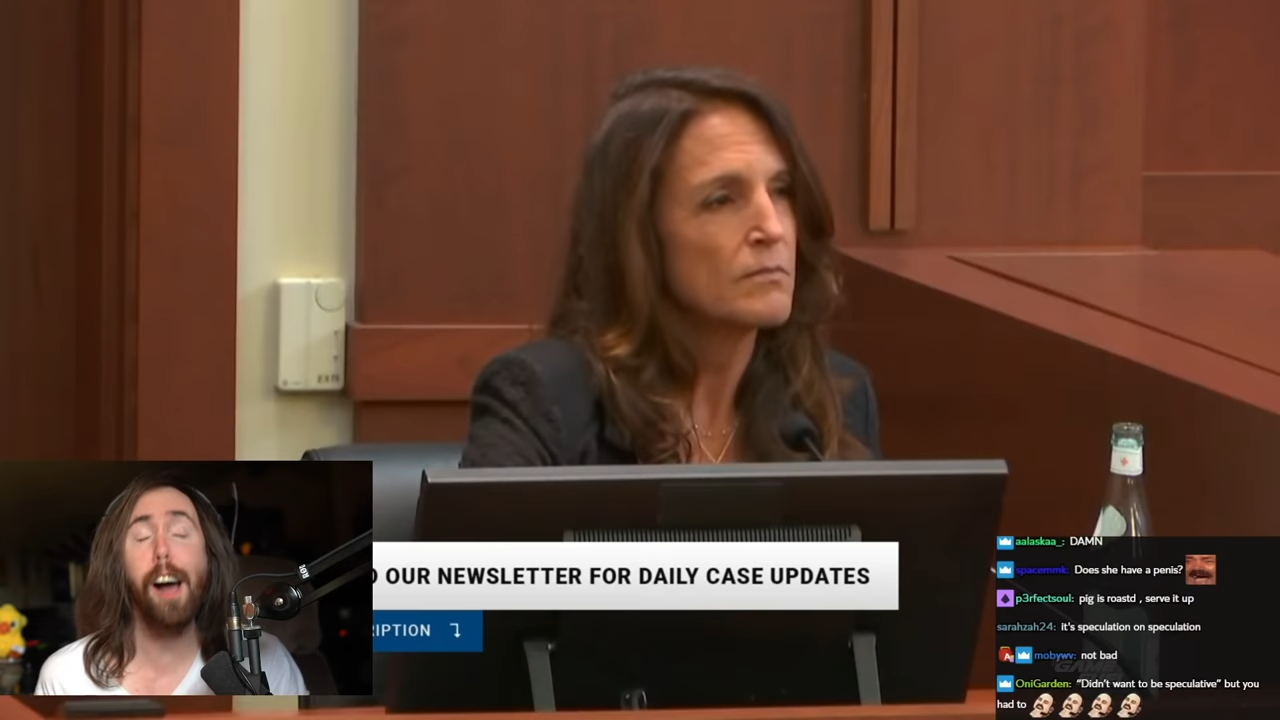 D OUR NEWSLETTER FOR DAILY CASE UPDATES
RIPTION
aalaskaa_: DAMN
spacemmk: Does she have a penis?
p3rfectsoul: pig is roastd , serve it up
sarahzah24: it's speculation on speculation
mobywv: not bad
OniGarden: “Didn’t want to be speculative” but you
had to